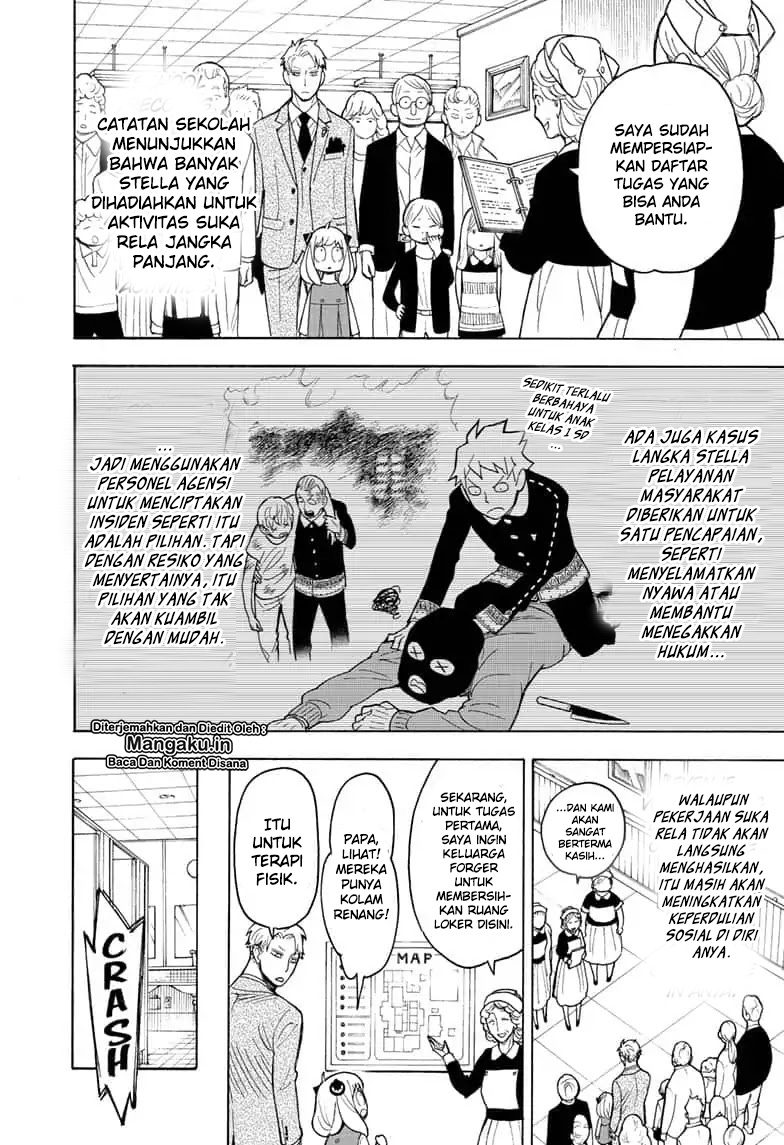 SAYA SUDAH
MEMPERSIAP-
KAN DAFTAR
TUGAS YANG
BISA ANDA
BANTU.
CATATAN SEKOLAH
MENUNJUKKAN
BAHWA BANYAK
STELLA YANG
DIHADIAHKAN UNTUK
AKTIVITAS SUKA
RELA JANGKA
PANJANG.
ADA JUGA KASUS
LANGKA STELLA
PELAYANAN
MASYARAKAT
DIBERIKAN UNTUK
SATU PENCAPAIAN,
SEPERTI
MENYELAMATKAN
NYAWA ATAU
MEMBANTU
MENEGAKKAN
HUKUM...
SEDIKIT TERLALU
BERBAHAYA
UNTUK ANAK
KELAS 1 SD
...
...
JADI MENGGUNAKAN
PERSONEL AGENSI
UNTUK MENCIPTAKAN
INSIDEN SEPERTI ITU
ADALAH PILIHAN. TAPI
DENGAN RESIKO YANG
MENYERTAINYA, ITU
PILIHAN YANG TAK
AKAN KUAMBIL
DENGAN MUDAH.
Diterjemahkan dan Diedit Oleh :
Mangaku.in
Baca Dan Koment Disana
WALAUPUN
PEKERJAAN SUKA
RELA TIDAK AKAN
LANGSUNG
MENGHASILKAN,
ITU MASIH AKAN
MENINGKATKAN
KEPERDULIAN
SOSIAL DI DIRI
ANYA.
...DAN KAMI
AKAN
SANGAT
BERTERMA
KASIH...
SEKARANG,
UNTUK TUGAS
PERTAMA,
SAYA INGIN
KELUARGA
FORGER
UNTUK
MEMBERSIH-
KAN RUANG
LOKER DISINI.
PAPA,
LIHAT!
MEREKA
PUNYA
KOLAM
RENANG!
MAP
ITU
UNTUK
TERAPI
FISIK.
CRASH